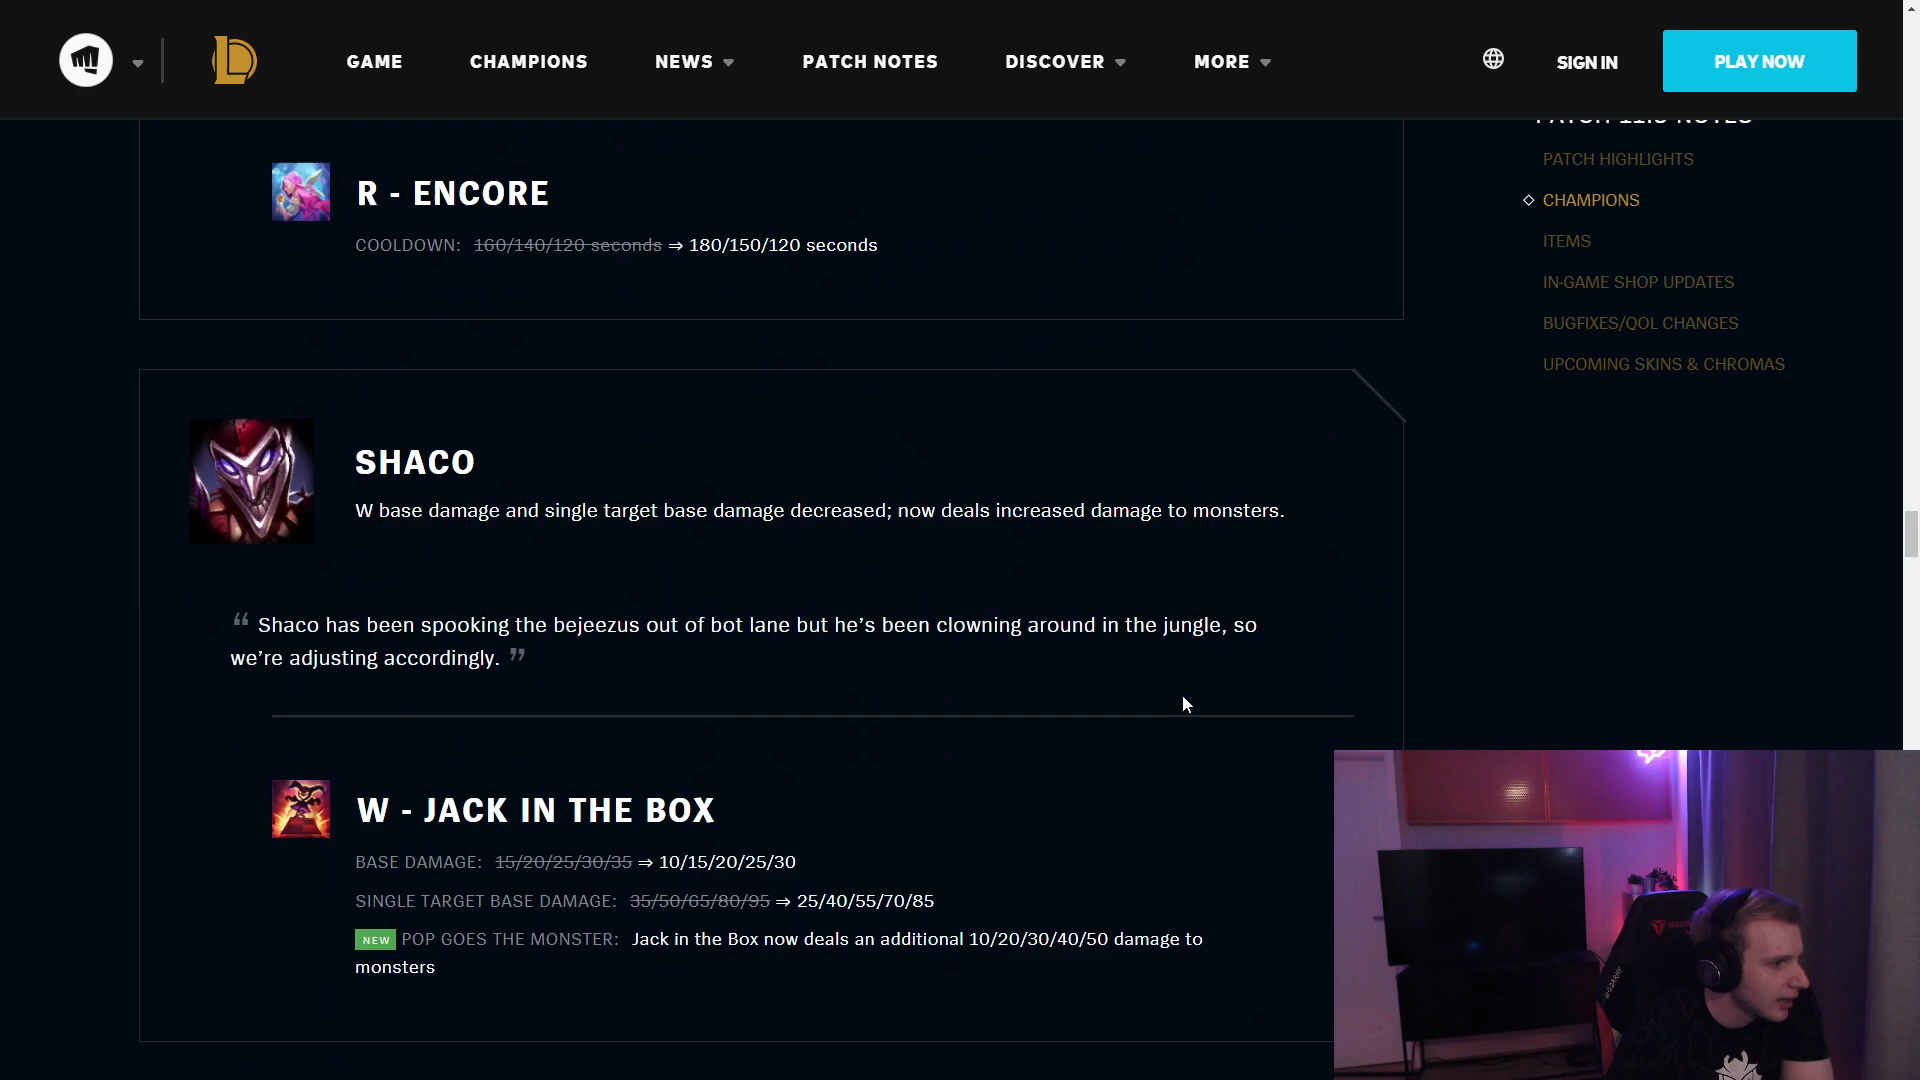 GAME CHAMPIONS NEWS PATCH NOTES DISCOVER MORE SIGN IN PLAY NOW
R - ENCORE
COOLDOWN: 160/140/120 seconds ⇒ 180/150/120 seconds
PATCH HIGHLIGHTS
CHAMPIONS
ITEMS
IN-GAME SHOP UPDATES
BUGFIXES/QOL CHANGES
UPCOMING SKINS & CHROMAS
SHACO
W base damage and single target base damage decreased; now deals increased damage to monsters.
“ Shaco has been spooking the bejeezus out of bot lane but he’s been clowning around in the jungle, so
we’re adjusting accordingly. ”
W - JACK IN THE BOX
BASE DAMAGE: 15/20/25/30/35 ⇒ 10/15/20/25/30
SINGLE TARGET BASE DAMAGE: 35/50/65/80/95 ⇒ 25/40/55/70/85
NEW POP GOES THE MONSTER: Jack in the Box now deals an additional 10/20/30/40/50 damage to
monsters